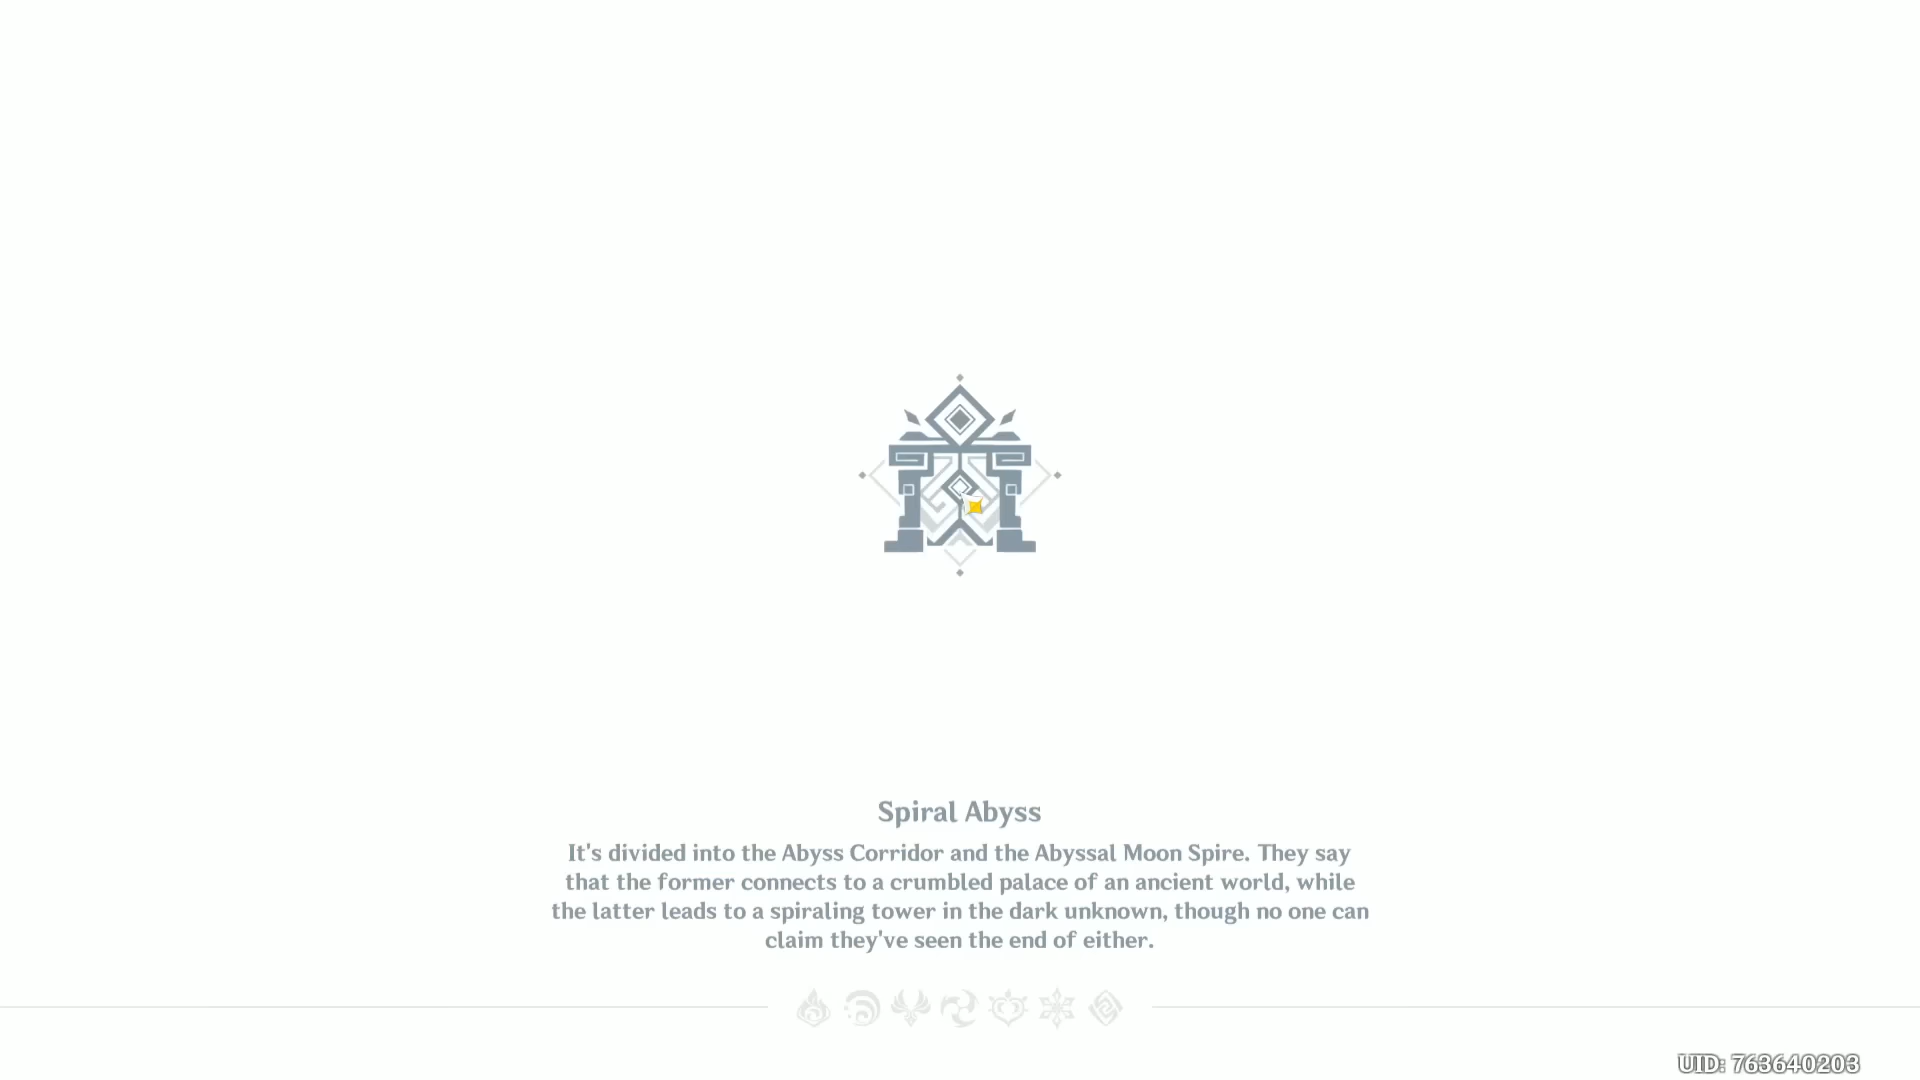 Spiral Abyss
It's divided into the Abyss Corridor and the Abyssal Moon Spire. They say
that the former connects to a crumbled palace of an ancient world, while
the latter leads to a spiraling tower in the dark unknown, though no one can
claim they've seen the end of either.
UID: 763640203